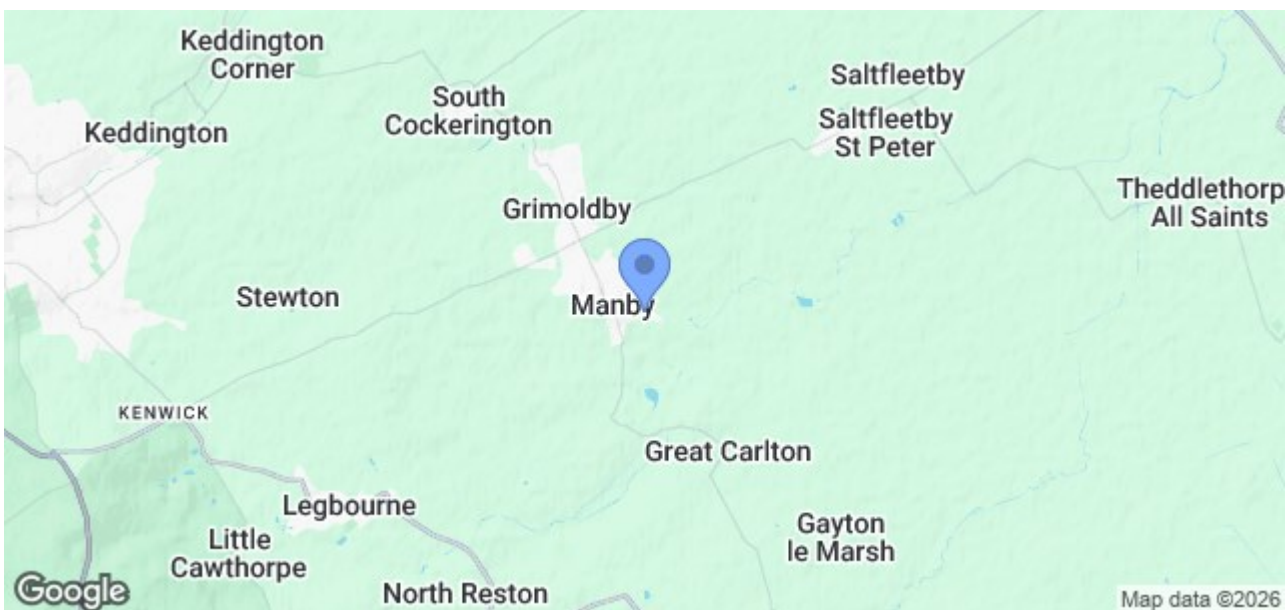 Keddington
Corner
Saltfleetby
South
Cockerington
Saltfleetby
St Peter
Keddington
Theddlethorp
All Saints
Grimoldby
Stewton
Manby
KENWICK
Great Carlton
Legbourne
Gayton
le Marsh
Little
Cawthorpe
North Reston
Google
Map data ©2026